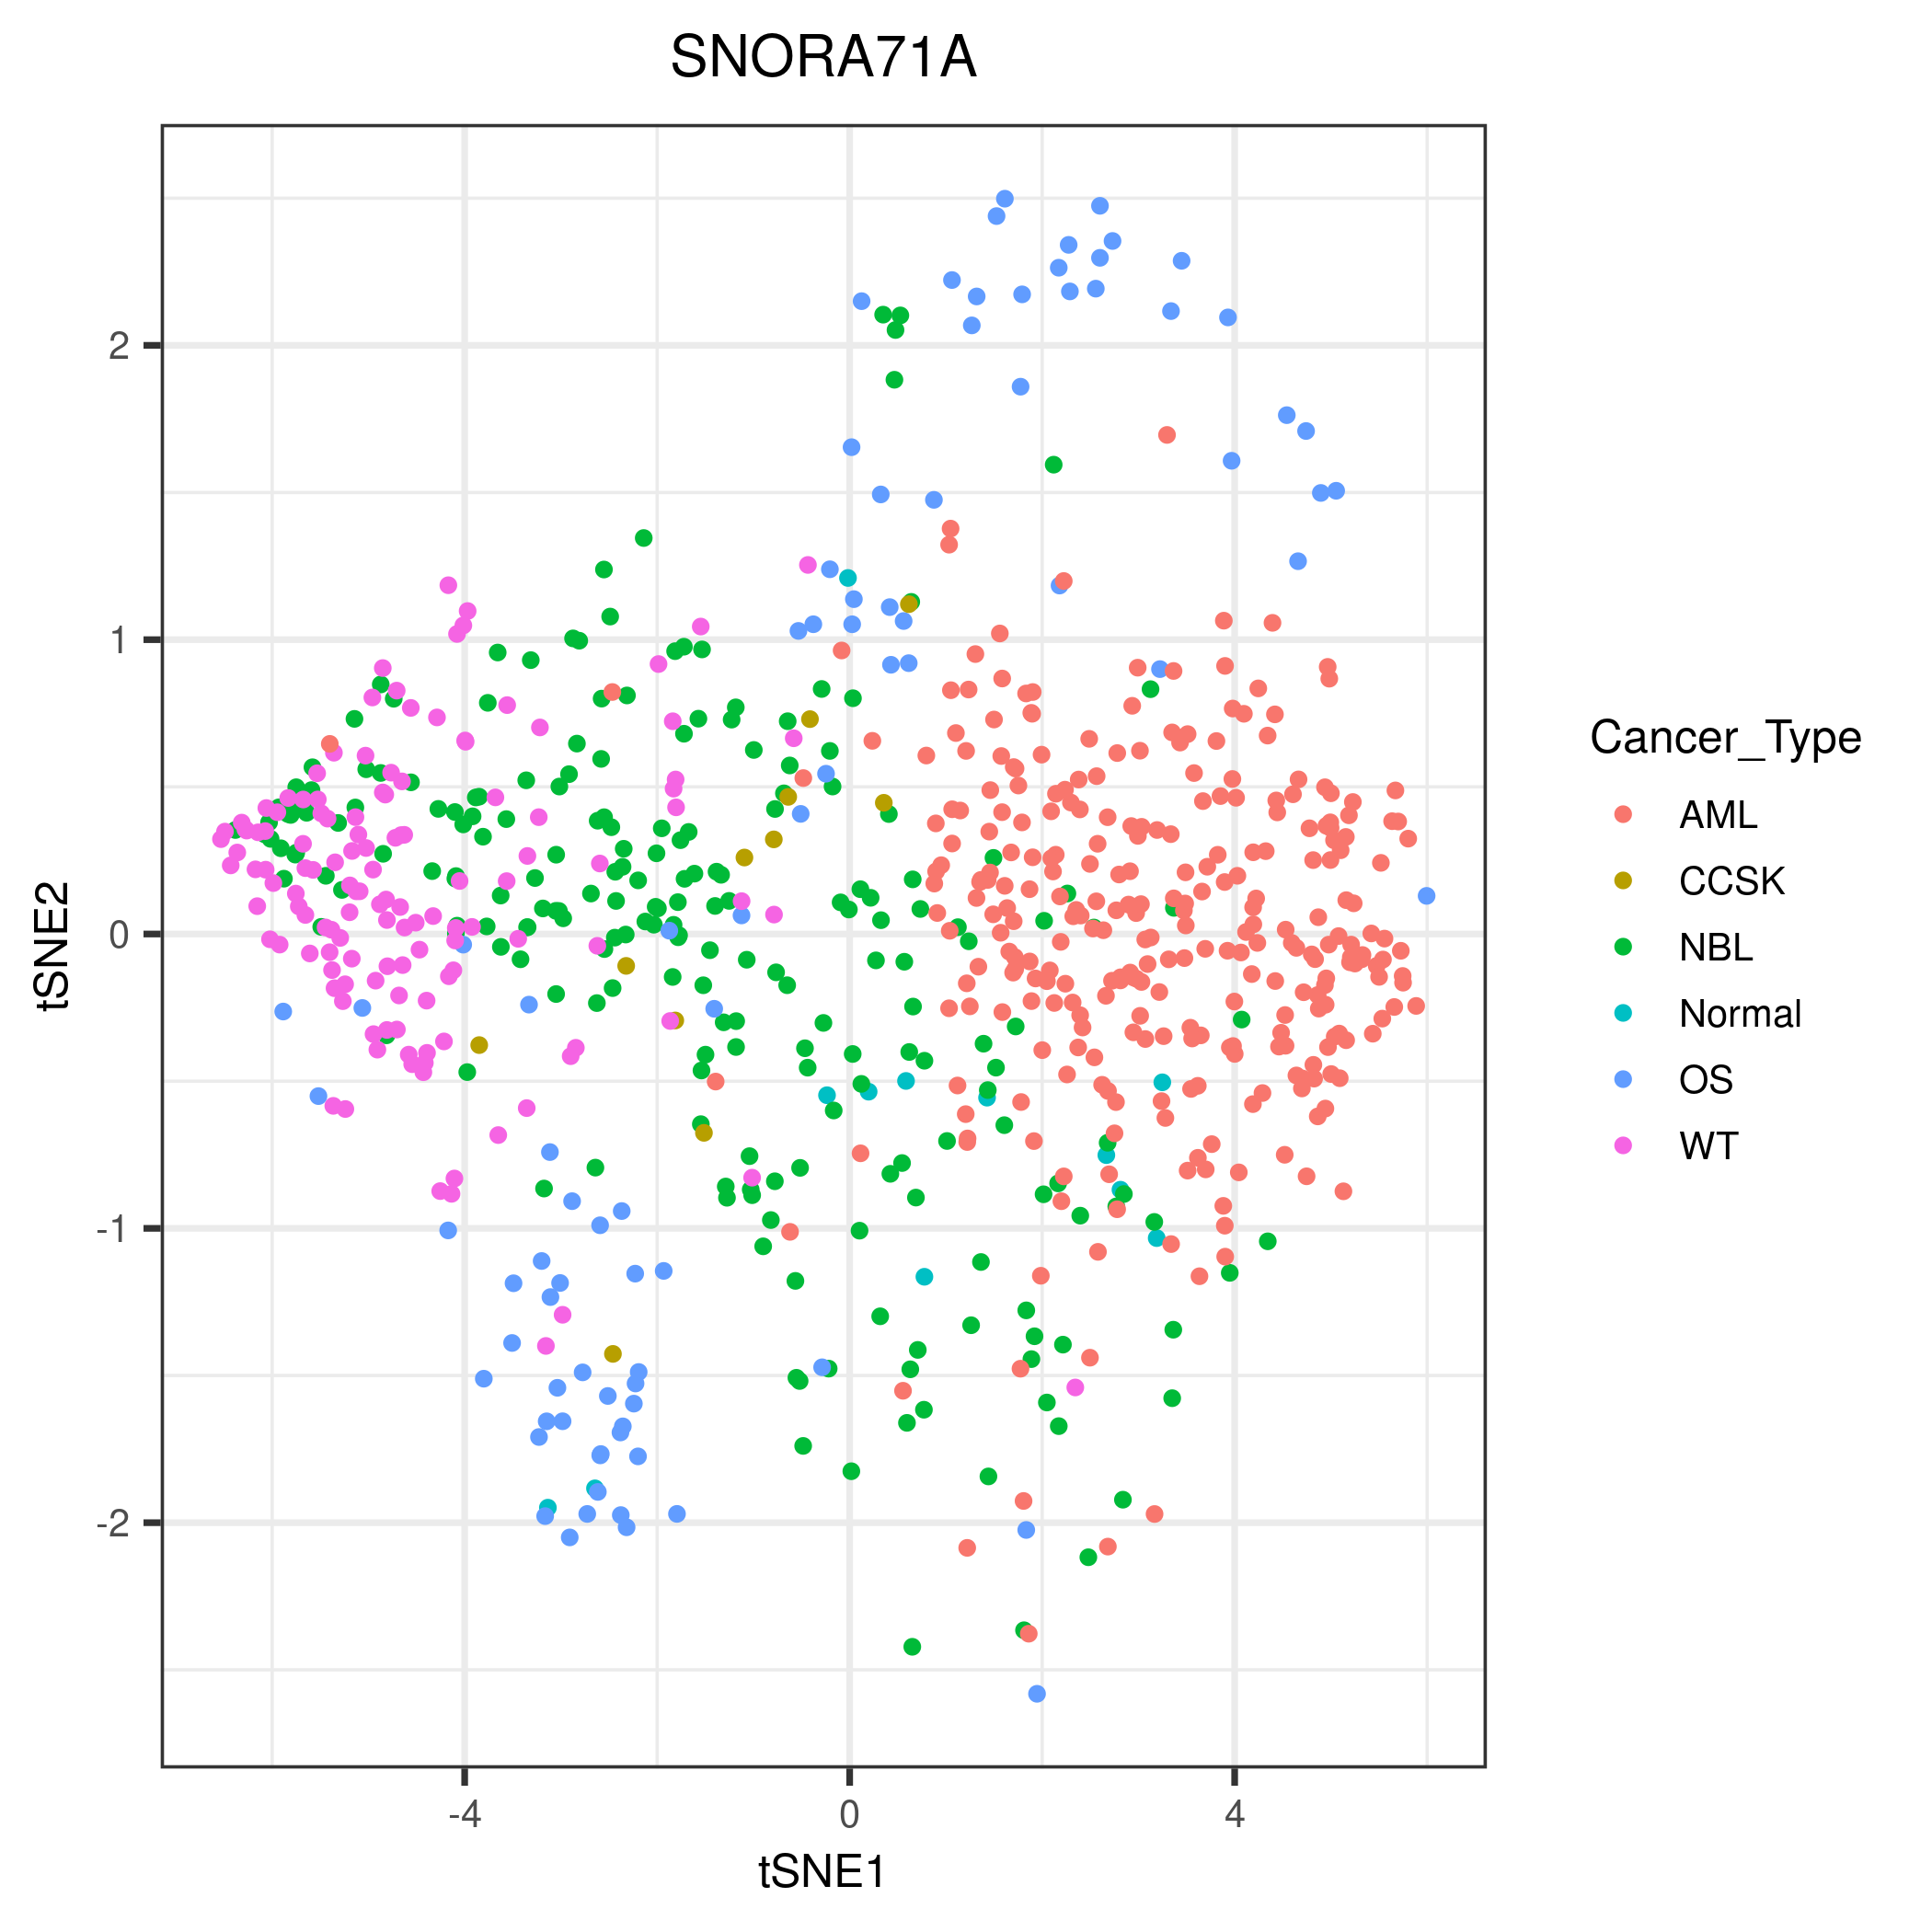 SNORA71A
2
1
0
-1
-2
tSNE2
-4
0
4
tSNE1
Cancer_Type
AML
CCSK
NBL
Normal
OS
WT